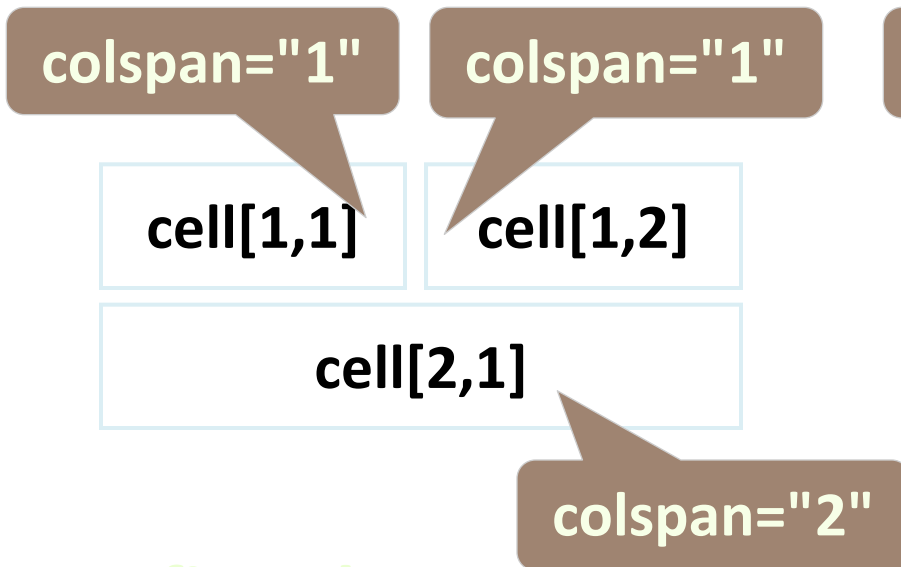 colspan="1" colspan="1"
cell[1,1] cell[1,2]
cell[2,1]
colspan="2"